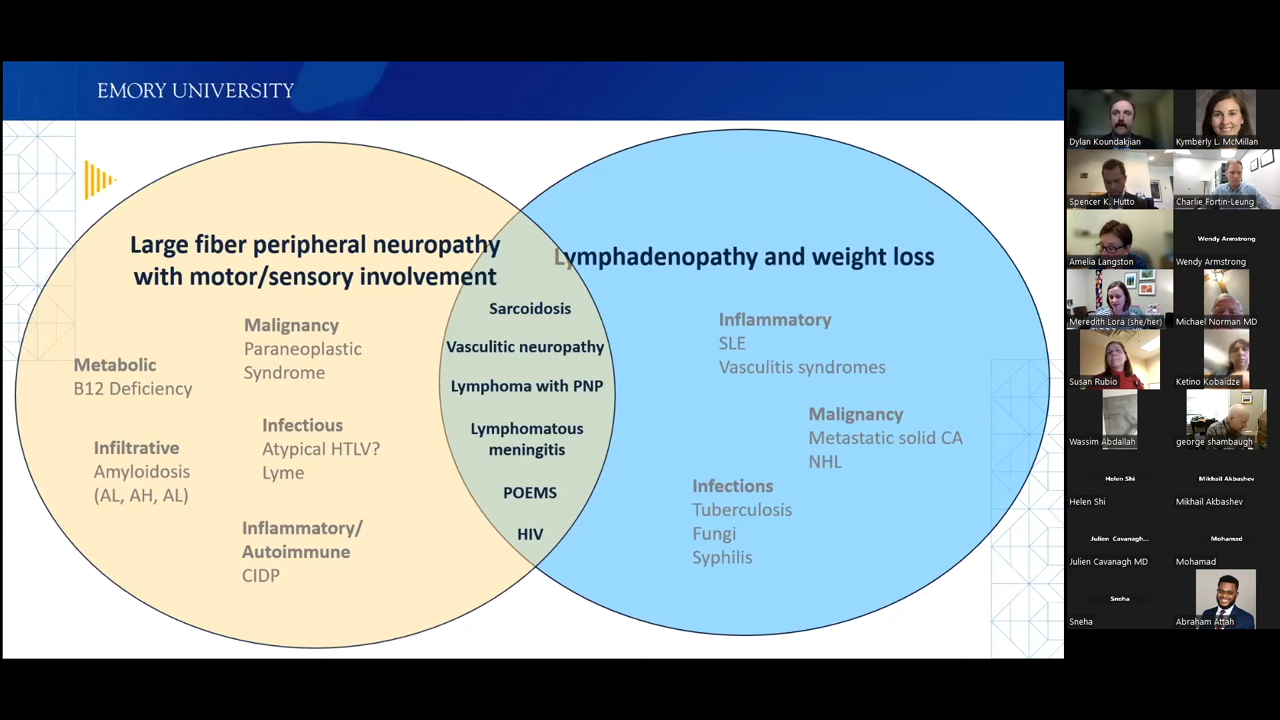 EMORY UNIVERSITY
Large fiber peripheral neuropathy
with motor/sensory involvement
Malignancy
Paraneoplastic
Syndrome
Metabolic
B12 Deficiency
Infectious
Atypical HTLV?
Lyme
Infiltrative
Amyloidosis
(AL, AH, AL)
Inflammatory/
Autoimmune
CIDP
Sarcoidosis
Vasculitic neuropathy
Lymphoma with PNP
Lymphomatous
meningitis
POEMS
HIV
Lymphadenopathy and weight loss
Inflammatory
SLE
Vasculitis syndromes
Malignancy
Metastatic solid CA
NHL
Infections
Tuberculosis
Fungi
Syphilis
Dylan Koundakjian
Kymberly L. McMillan
Spencer K. Hutto
Charlie Fortin-Leung
Amelia Langston
Wendy Armstrong
Wendy Armstrong
Meredith Lora (she/her)
Michael Norman MD
Susan Rubio
Ketino Kobaidze
Wassim Abdallah
george shambaugh
Helen Shi
Helen Shi
Mikhail Akbashev
Mikhail Akbashev
Julien Cavanagh...
Julien Cavanagh MD
Mohamad
Mohamad
Sneha
Sneha
Abraham Attah